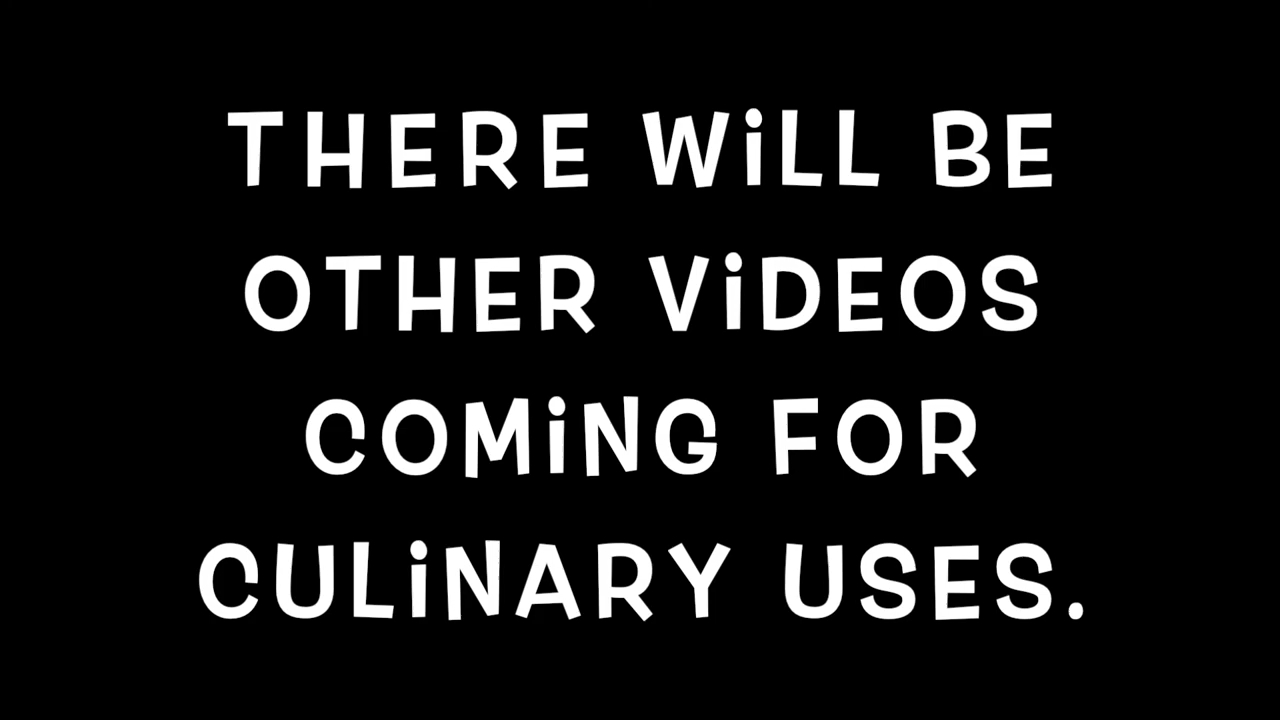 THERE WiLL BE
OTHER ViDEOS
COMiNG FOR
CULiNARY USES.